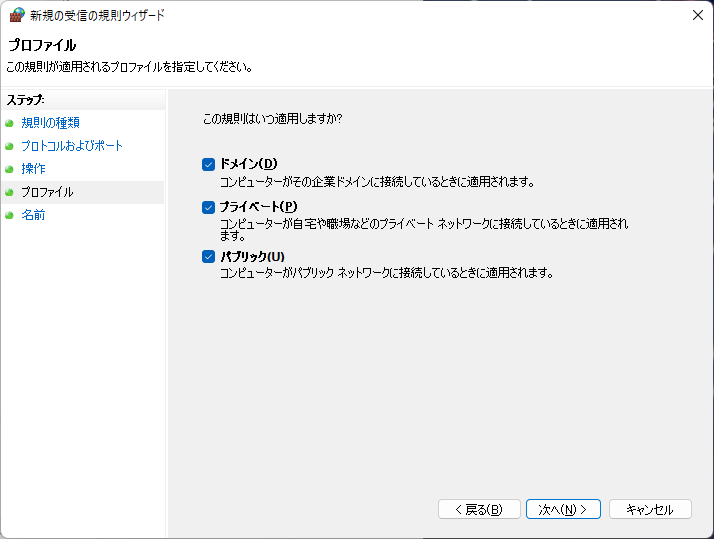 新規の受信の規則ウィザード
プロファイル
この規則が適用されるプロファイルを指定してください。
ステップ:
規則の種類
プロトコルおよびポート
操作
プロファイル
名前
この規則はいつ適用しますか?
ドメイン(D)
コンピューターがその企業ドメインに接続しているときに適用されます。
プライベート(P)
コンピューターが自宅や職場などのプライベート ネットワークに接続しているときに適用され
ます。
パブリック(U)
コンピューターがパブリック ネットワークに接続しているときに適用されます。
< 戻る(B)
次へ(N) >
キャンセル